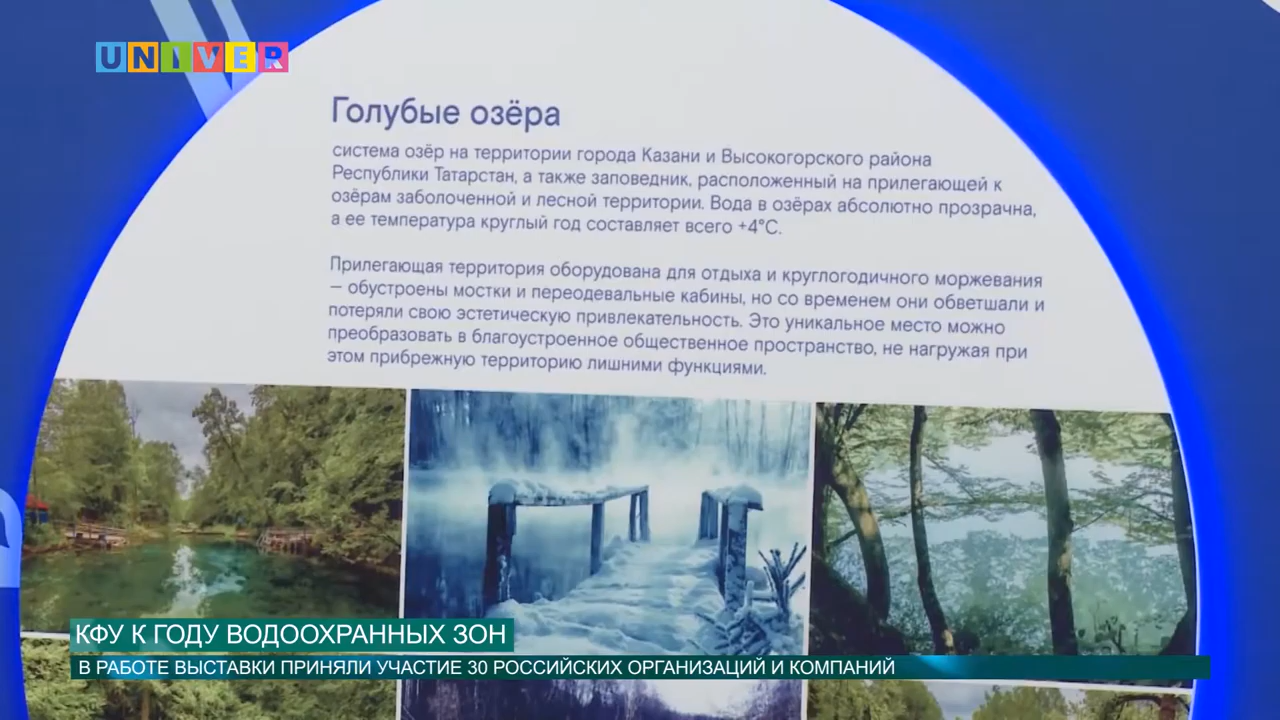 UNIVER
Голубые озёра
система озёр на территории города Казани и Высокогорского района
Республики Татарстан, а также заповедник, расположенный на прилегающей к
озёрам заболоченной и лесной территории. Вода в озёрах абсолютно прозрачна,
а ее температура круглый год составляет всего +4°С.
Прилегающая территория оборудована для отдыха и круглогодичного моржевания
– обустроены мостки и переодевальные кабины, но со временем они обветшали и
потеряли свою эстетическую привлекательность. Это уникальное место можно
преобразовать в благоустроенное общественное пространство, не нагружая при
этом прибрежную территорию лишними функциями.
КФУ К ГОДУ ВОДООХРАННЫХ ЗОН
В РАБОТЕ ВЫСТАВКИ ПРИНЯЛИ УЧАСТИЕ 30 РОССИЙСКИХ ОРГАНИЗАЦИЙ И КОМПАНИЙ